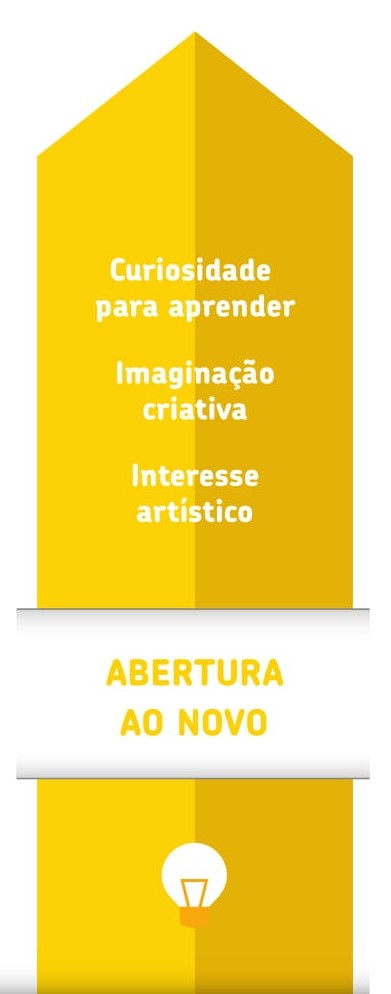 Curiosidade
para aprender
Imaginação
criativa
Interesse
artístico
ABERTURA
AO NOVO